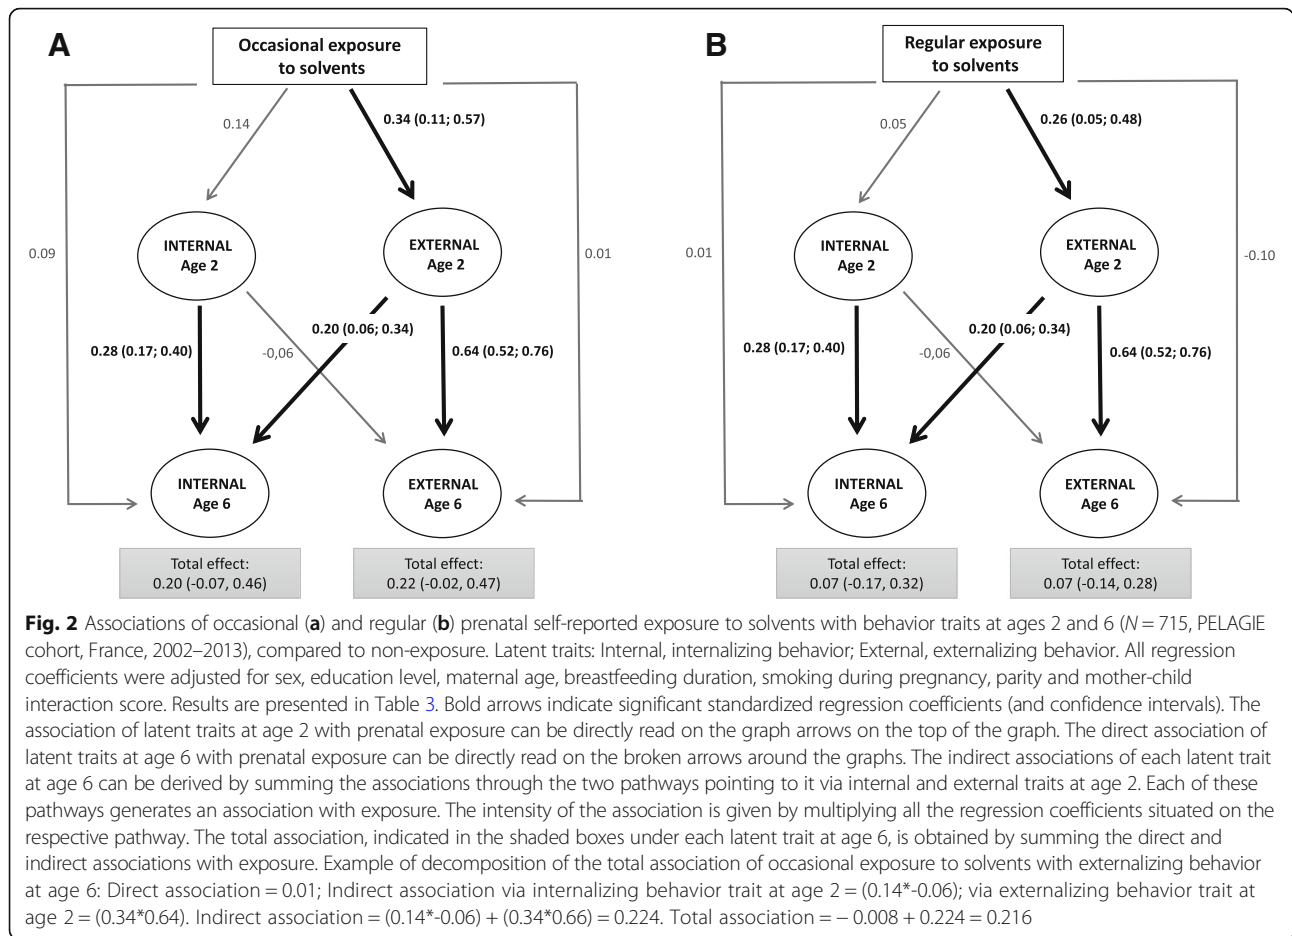 A
Occasional exposure
to solvents
0.14
0.34 (0.11; 0.57)
INTERNAL
Age 2
EXTERNAL
Age 2
0.09
0.01
0.28 (0.17; 0.40)
0.20 (0.06; 0.34)
-0,06
0.64 (0.52; 0.76)
INTERNAL
Age 6
EXTERNAL
Age 6
Total effect:
0.20 (-0.07, 0.46)
Total effect:
0.22 (-0.02, 0.47)
B
Regular exposure
to solvents
0.05
0.26 (0.05; 0.48)
INTERNAL
Age 2
EXTERNAL
Age 2
0.01
-0.10
0.28 (0.17; 0.40)
0.20 (0.06; 0.34)
-0,06
0.64 (0.52; 0.76)
INTERNAL
Age 6
EXTERNAL
Age 6
Total effect:
0.07 (-0.17, 0.32)
Total effect:
0.07 (-0.14, 0.28)
Fig. 2 Associations of occasional (a) and regular (b) prenatal self-reported exposure to solvents with behavior traits at ages 2 and 6 (N = 715, PELAGIE
cohort, France, 2002–2013), compared to non-exposure. Latent traits: Internal, internalizing behavior; External, externalizing behavior. All regression
coefficients were adjusted for sex, education level, maternal age, breastfeeding duration, smoking during pregnancy, parity and mother-child
interaction score. Results are presented in Table 3. Bold arrows indicate significant standardized regression coefficients (and confidence intervals). The
association of latent traits at age 2 with prenatal exposure can be directly read on the graph arrows on the top of the graph. The direct association of
latent traits at age 6 with prenatal exposure can be directly read on the broken arrows around the graphs. The indirect associations of each latent trait
at age 6 can be derived by summing the associations through the two pathways pointing to it via internal and external traits at age 2. Each of these
pathways generates an association with exposure. The intensity of the association is given by multiplying all the regression coefficients situated on the
respective pathway. The total association, indicated in the shaded boxes under each latent trait at age 6, is obtained by summing the direct and
indirect associations with exposure. Example of decomposition of the total association of occasional exposure to solvents with externalizing behavior
at age 6: Direct association = 0.01; Indirect association via internalizing behavior trait at age 2 = (0.14*-0.06); via externalizing behavior trait at
age 2 = (0.34*0.64). Indirect association = (0.14*-0.06) + (0.34*0.66) = 0.224. Total association = − 0.008 + 0.224 = 0.216